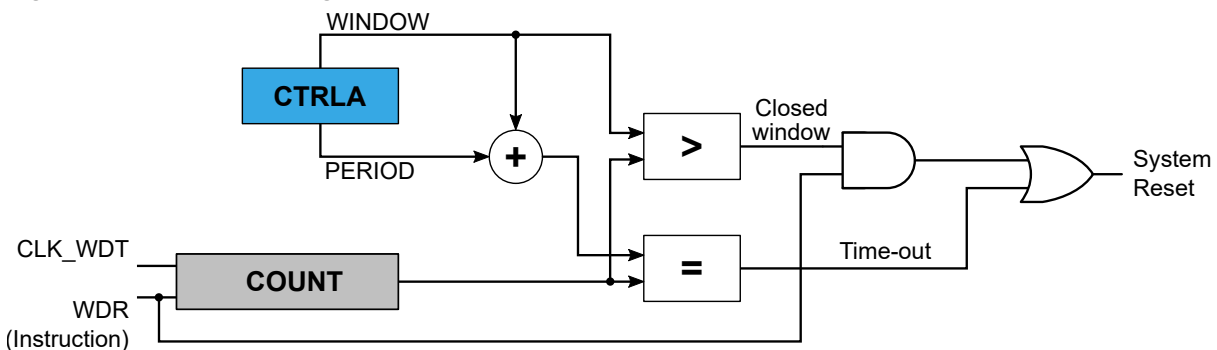 WINDOW
CTRLA
PERIOD
+
>
Closed
window
System
Reset
CLK_WDT
COUNT
=
Time-out
WDR
(Instruction)